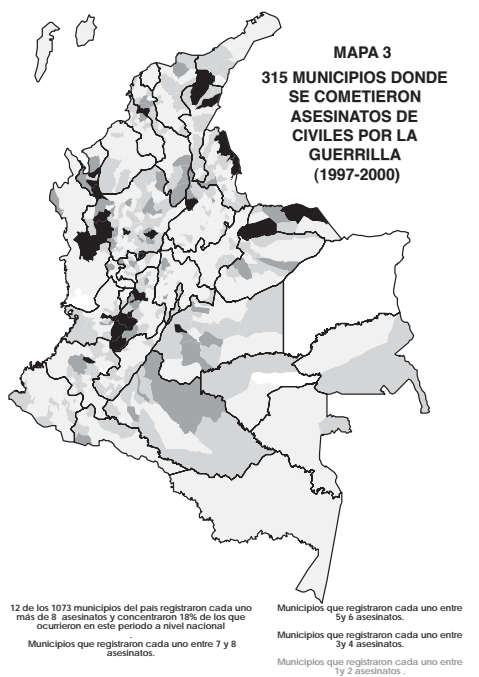 MAPA 3
315 MUNICIPIOS DONDE
SE COMETIERON
ASESINATOS DE
CIVILES POR LA
GUERRILLA
(1997-2000)
12 de los 1073 municipios del país registraron cada uno
más de 8 asesinatos y concentraron 18% de los que
ocurrieron en este periodo a nivel nacional
.
Municipios que registraron cada uno entre 7 y 8
asesinatos.
Municipios que registraron cada uno entre
5y 6 asesinatos.
Municipios que registraron cada uno entre
3y 4 asesinatos.
Municipios que registraron cada uno entre
1y 2 asesinatos .